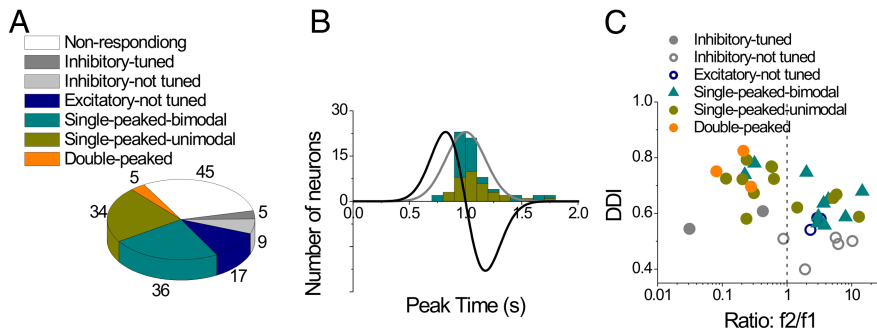 A
Non-respondiong
Inhibitory-tuned
Inhibitory-not tuned
Excitatory-not tuned
Single-peaked-bimodal
Single-peaked-unimodal
Double-peaked
5
45
34
5
9
17
36
B
30
15
0
0.0
0.5
1.0
1.5
2.0
Number of neurons
Peak Time (s)
C
Inhibitory-tuned
Inhibitory-not tuned
Excitatory-not tuned
Single-peaked-bimodal
Single-peaked-unimodal
Double-peaked
1.0
0.8
0.6
0.4
DDI
0.01
0.1
1
10
Ratio: f2/f1